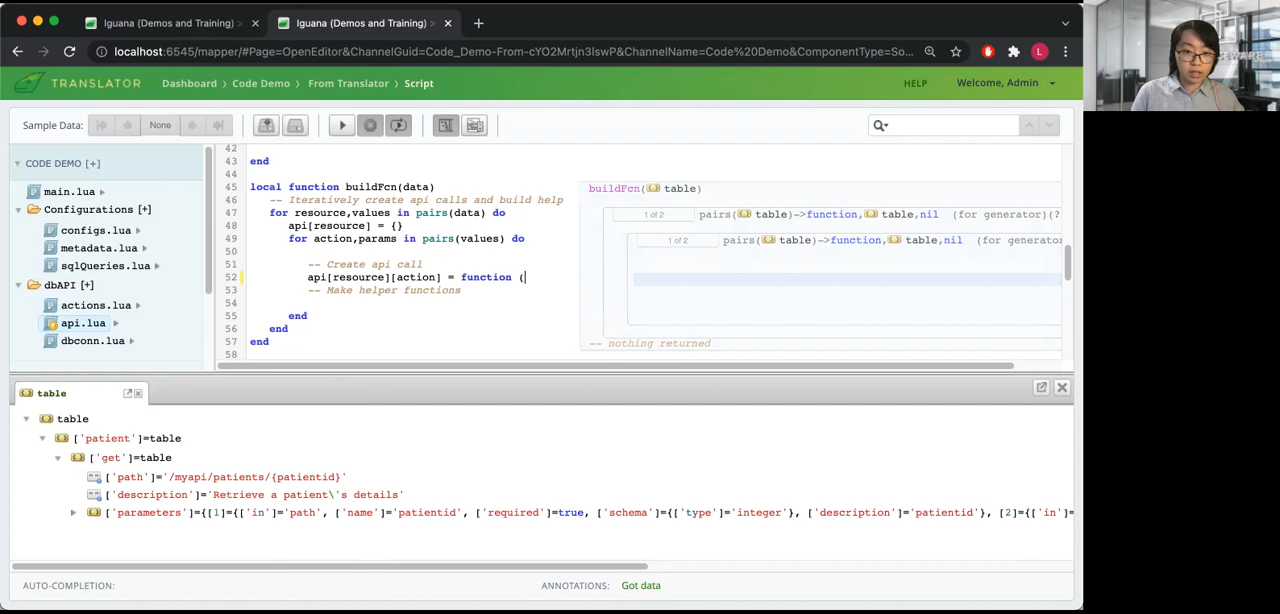 Iguana (Demos and Training) >
Iguana (Demos and Training) >
localhost:6545/mapper/#Page=OpenEditor&ChannelGuid=Code_Demo-From-cYO2Mrtjn3lswP&ChannelName=Code%20Demo&ComponentType=So...
L
TRANSLATOR
Dashboard > Code Demo > From Translator > Script
HELP
Welcome, Admin
Sample Data:
None
CODE DEMO [+]
main.lua
Configurations [+]
configs.lua
metadata.lua
sqlQueries.lua
dbAPI [+]
actions.lua
api.lua
dbconn.lua
42
43 end
44
45 local function buildFcn(data)
46 -- Iteratively create api calls and build help
47 for resource,values in pairs(data) do
48 api[resource] = {}
49 for action,params in pairs(values) do
50
51 -- Create api call
52 api[resource][action] = function (
53 -- Make helper functions
54
55 end
56 end
57 end
58
buildFcn( table)
1 of 2 pairs( table)->function, table,nil (for generator)(?
1 of 2 pairs( table)->function, table,nil (for generator
-- nothing returned
table
table
['patient']=table
['get']=table
['path']='/myapi/patients/{patientid}'
['description']='Retrieve a patient\'s details'
['parameters']={[1]={['in']='path', ['name']='patientid', ['required']=true, ['schema']={['type']='integer'}, ['description']='patientid'}, [2]={['in']=
AUTO-COMPLETION:
ANNOTATIONS: Got data